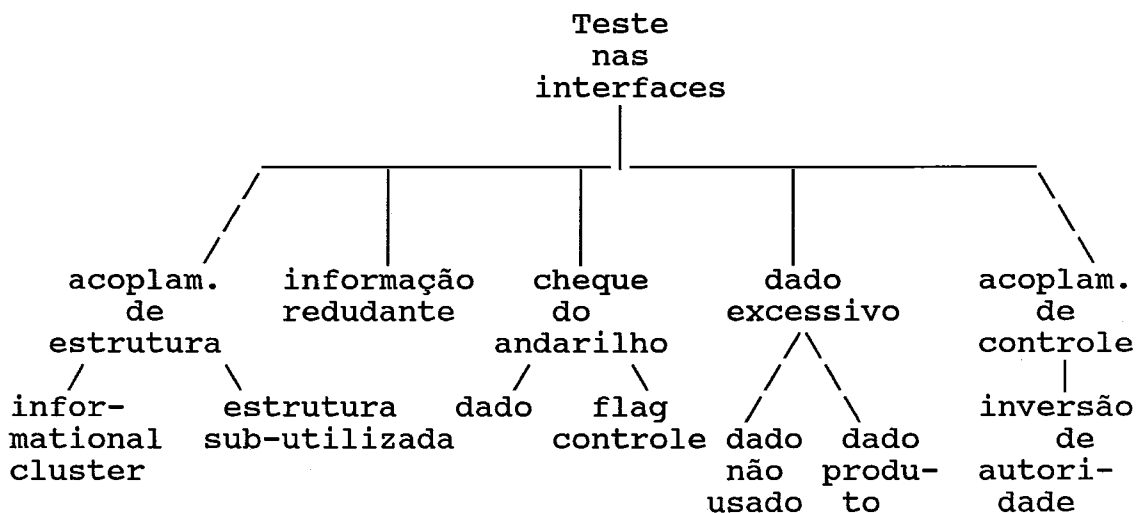 Teste
nas
interfaces
acoplam.
de
estrutura
informação
redudante
cheque
do
andarilho
dado
excessivo
acoplam.
de
controle
infor-
mational
cluster
estrutura
sub-utilizada
dado
flag
controle
dado
não
usado
dado
produ-
to
inversão
de
autori-
dade